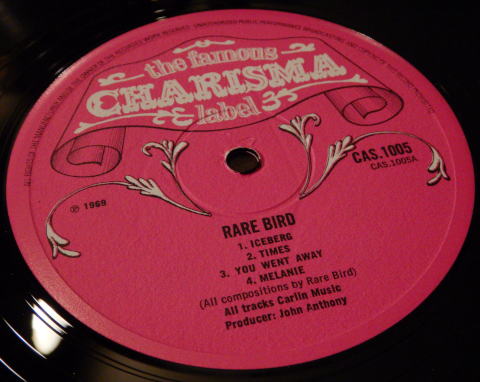 the famous
CHARISMA
label
CAS.1005
CAS.1005A
℗ 1969
RARE BIRD
1. ICEBERG
2. TIMES
3. YOU WENT AWAY
4. MELANIE
(All compositions by Rare Bird)
All tracks Carlin Music
Producer: John Anthony